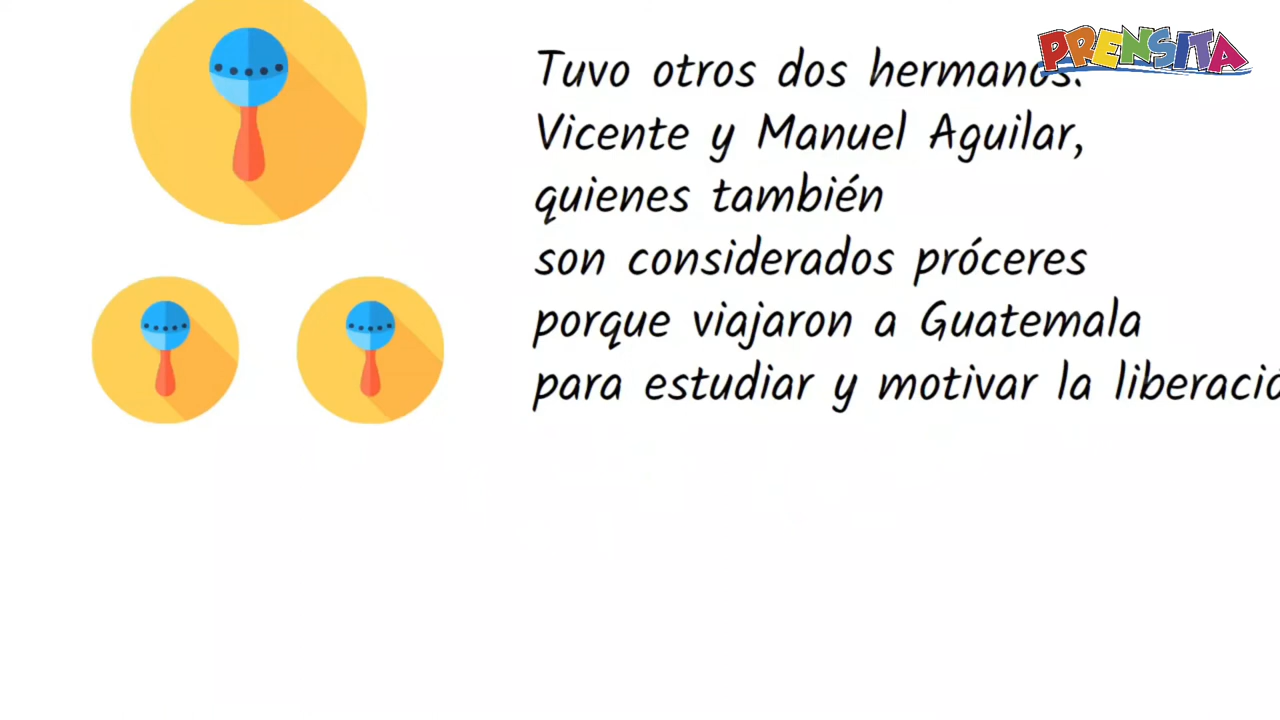 PRENSITA
Tuvo otros dos hermanos:
Vicente y Manuel Aguilar,
quienes también
son considerados próceres
porque viajaron a Guatemala
para estudiar y motivar la liberació